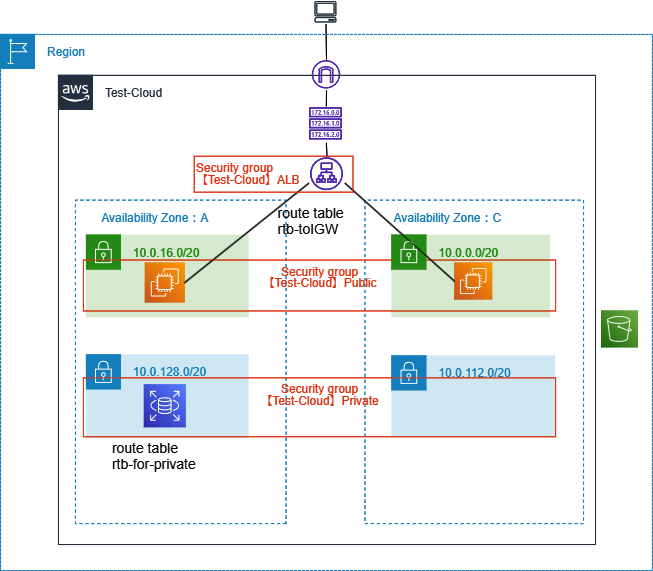 Region
aws
Test-Cloud
172.16.0.0
172.16.1.0
172.16.2.0
Security group
【Test-Cloud】ALB
Availability Zone：A
route table
rtb-toIGW
Availability Zone：C
10.0.16.0/20
10.0.0.0/20
Security group
【Test-Cloud】Public
10.0.128.0/20
10.0.112.0/20
Security group
【Test-Cloud】Private
route table
rtb-for-private